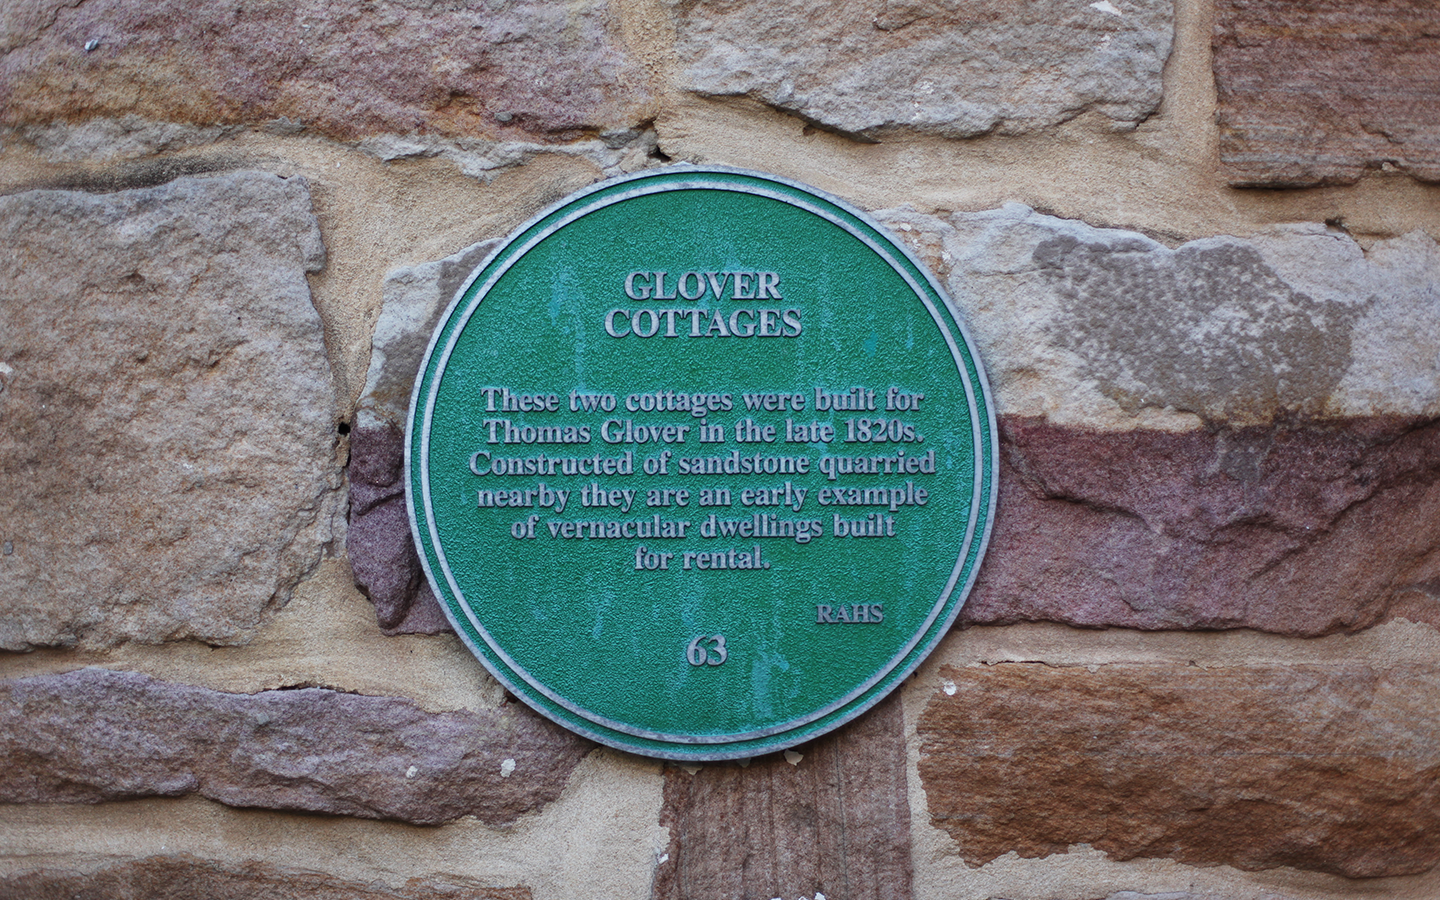 GLOVER
COTTAGES
These two cottages were built for
Thomas Glover in the late 1820s.
Constructed of sandstone quarried
nearby they are an early example
of vernacular dwellings built
for rental.
RAHS
63